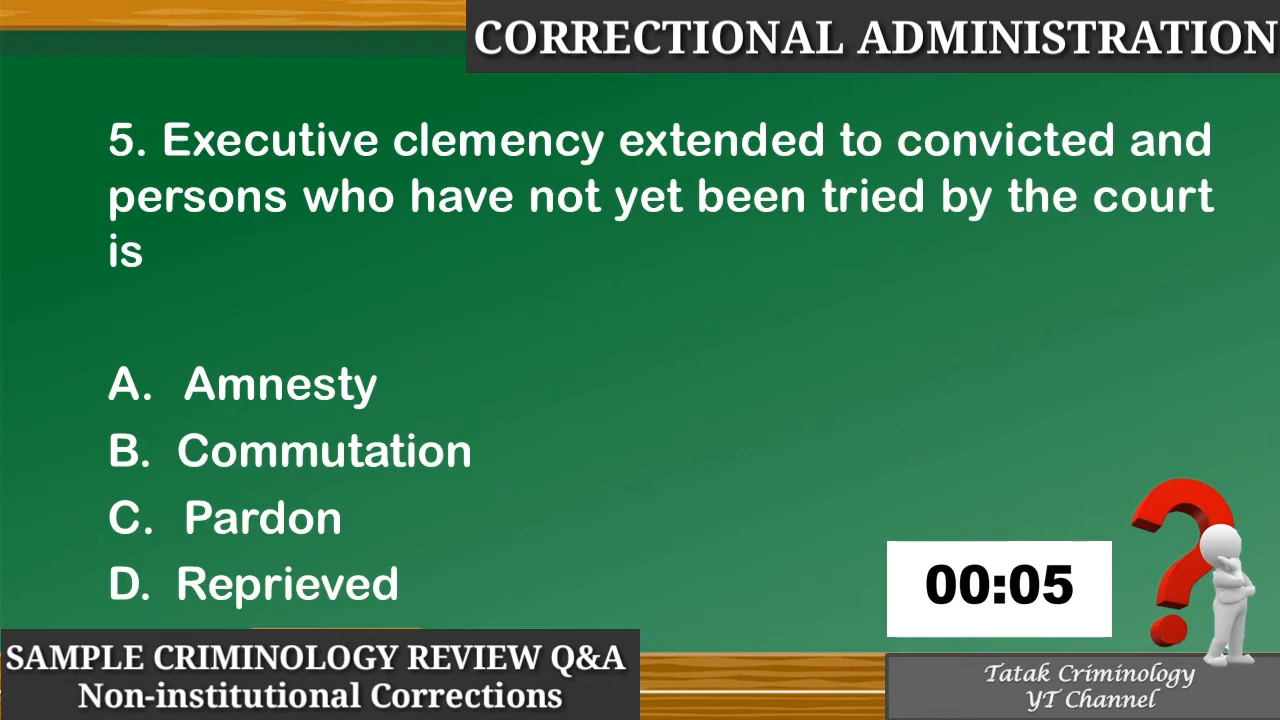 CORRECTIONAL ADMINISTRATION
5. Executive clemency extended to convicted and
persons who have not yet been tried by the court
is
A. Amnesty
B. Commutation
C. Pardon
D. Reprieved
00:05
SAMPLE CRIMINOLOGY REVIEW Q&A
Non-institutional Corrections
Tatak Criminology
YT Channel